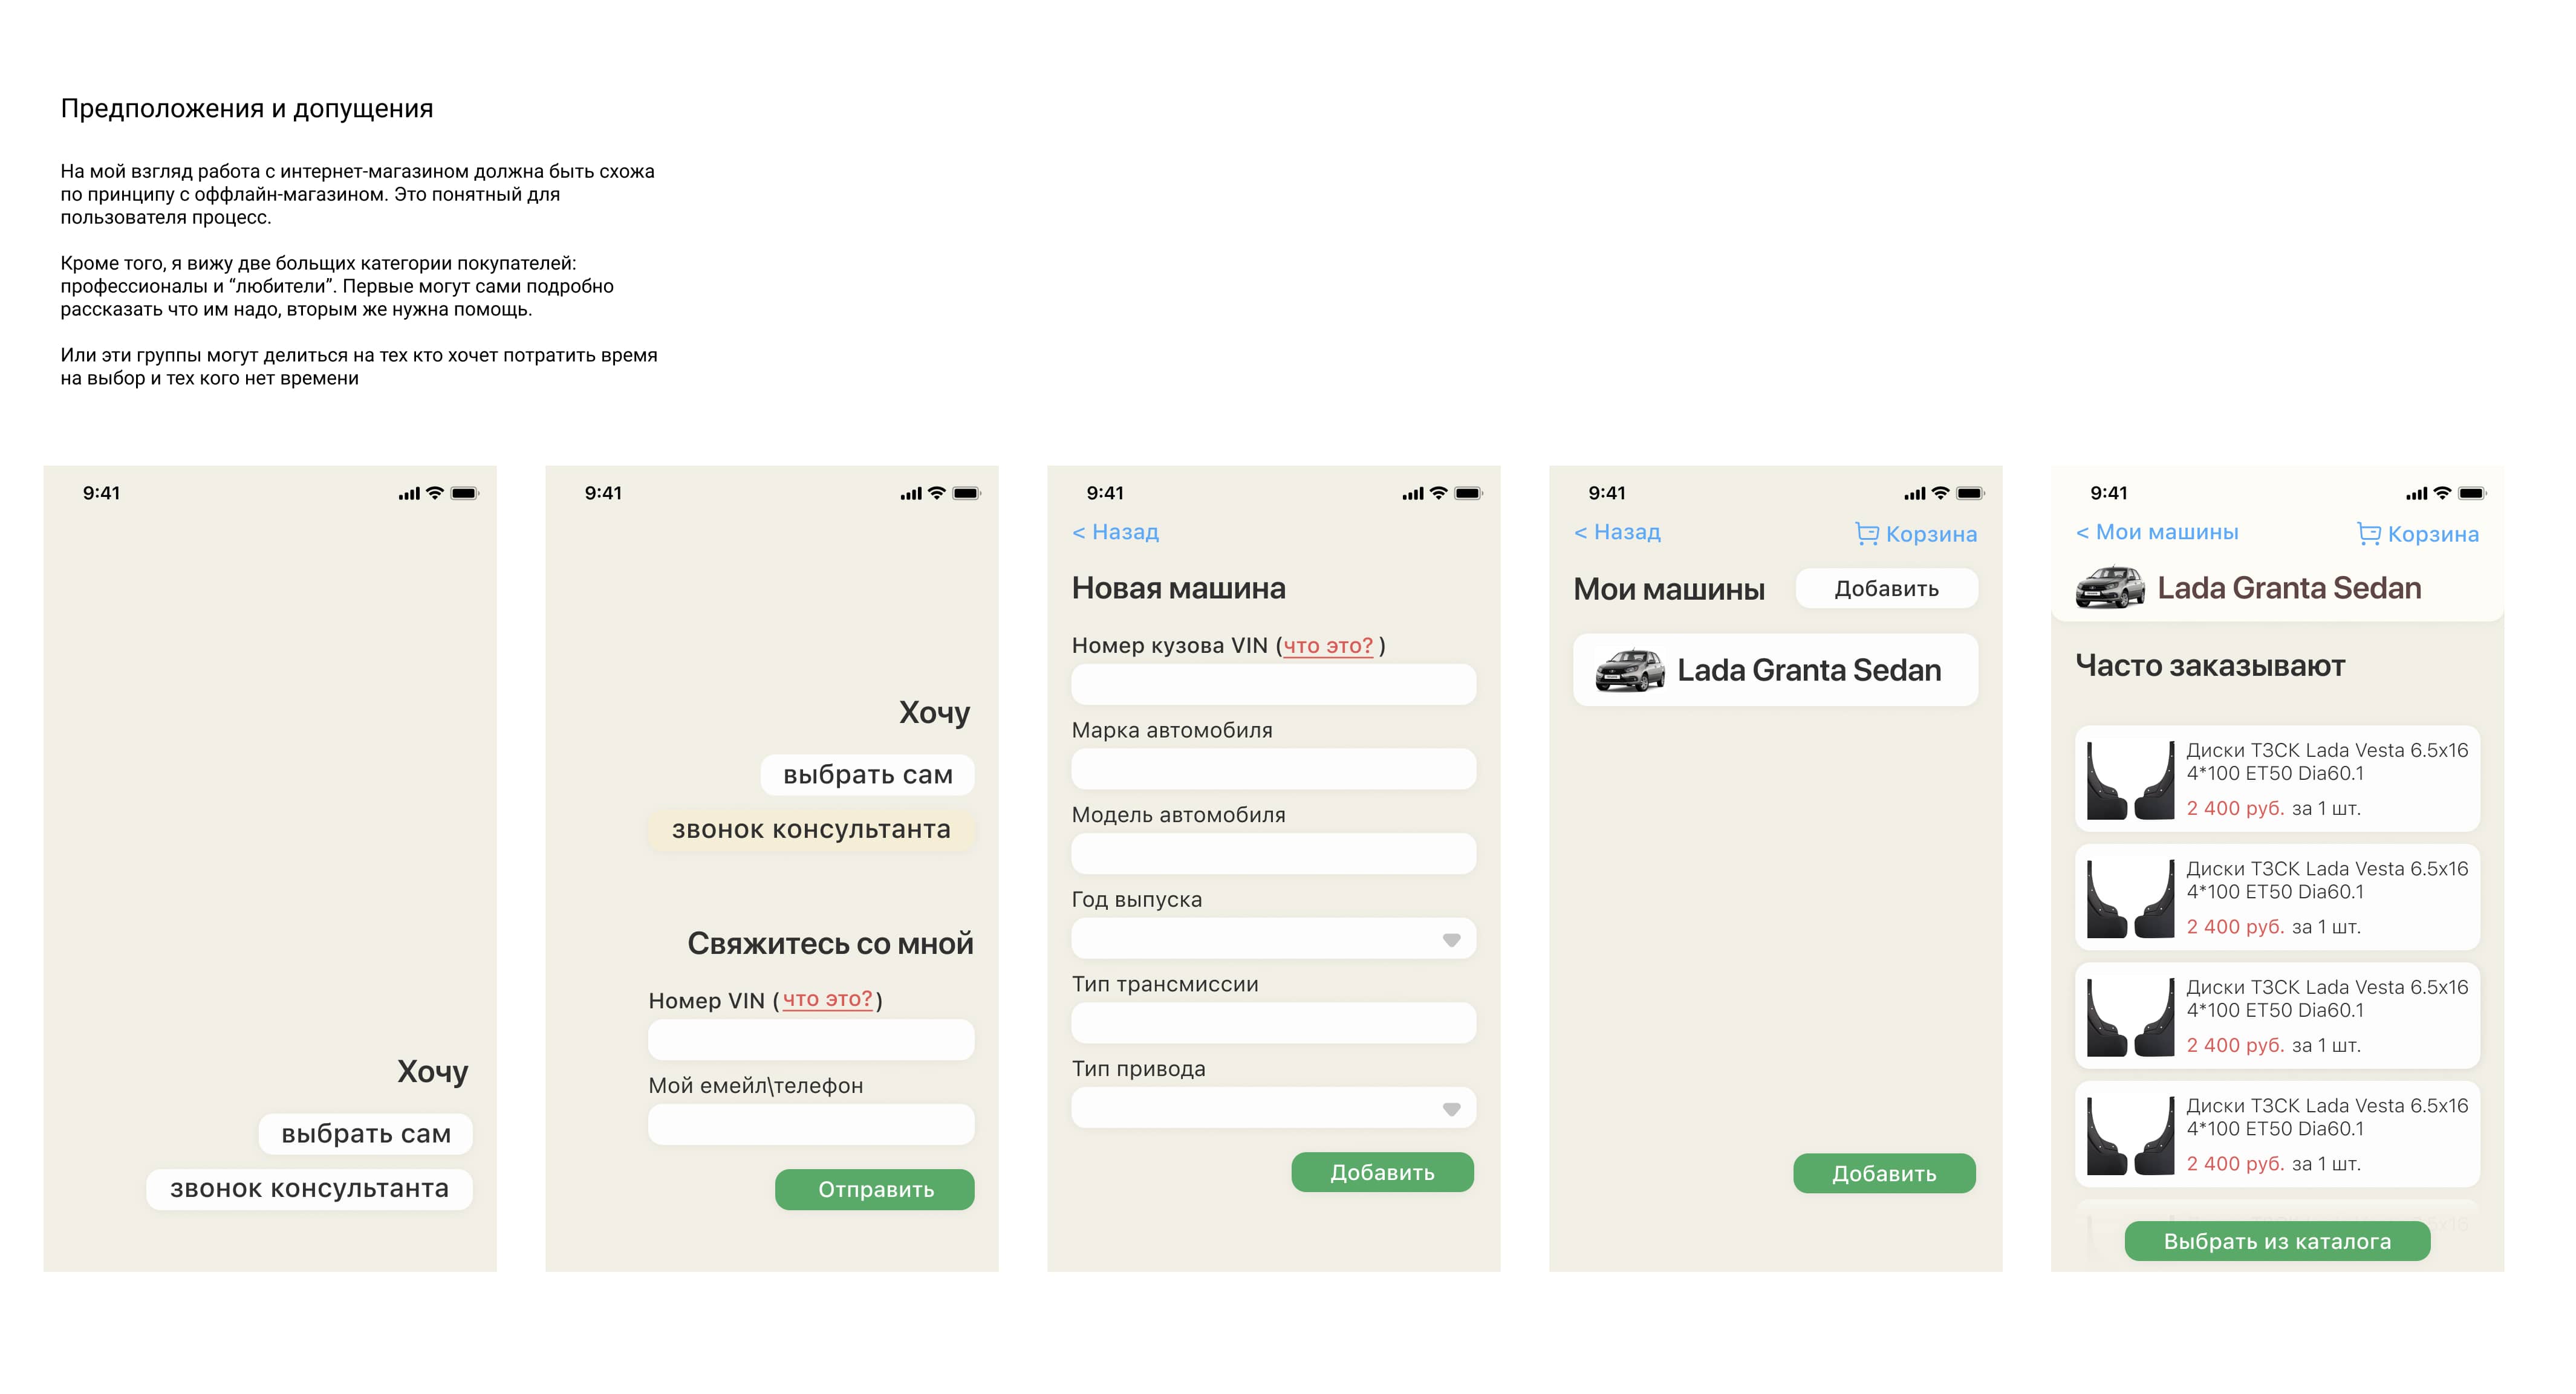 Предположения и допущения
На мой взгляд работа с интернет-магазином должна быть схожа
по принципу с оффлайн-магазином. Это понятный для
пользователя процесс.
Кроме того, я вижу две больщих категории покупателей:
профессионалы и “любители”. Первые могут сами подробно
рассказать что им надо, вторым же нужна помощь.
Или эти группы могут делиться на тех кто хочет потратить время
на выбор и тех кого нет времени
9:41
Хочу
выбрать сам
звонок консультанта
9:41
Хочу
выбрать сам
звонок консультанта
Свяжитесь со мной
Номер VIN (что это?)
Мой емейл\телефон
Отправить
9:41
< Назад
Новая машина
Номер кузова VIN (что это? )
Марка автомобиля
Модель автомобиля
Год выпуска
Тип трансмиссии
Тип привода
Добавить
9:41
< Назад
Корзина
Мои машины
Добавить
Lada Granta Sedan
Добавить
9:41
< Мои машины
Корзина
Lada Granta Sedan
Часто заказывают
Диски ТЗСК Lada Vesta 6.5x16
4*100 ET50 Dia60.1
2 400 руб. за 1 шт.
Диски ТЗСК Lada Vesta 6.5x16
4*100 ET50 Dia60.1
2 400 руб. за 1 шт.
Диски ТЗСК Lada Vesta 6.5x16
4*100 ET50 Dia60.1
2 400 руб. за 1 шт.
Диски ТЗСК Lada Vesta 6.5x16
4*100 ET50 Dia60.1
2 400 руб. за 1 шт.
Выбрать из каталога